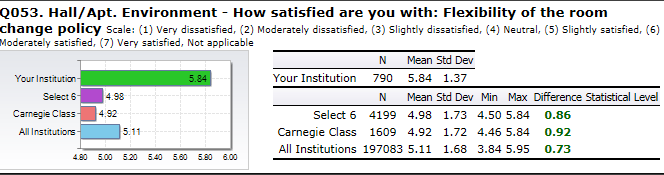 Q053. Hall/Apt. Environment - How satisfied are you with: Flexibility of the room
change policy Scale: (1) Very dissatisfied, (2) Moderately dissatisfied, (3) Slightly dissatisfied, (4) Neutral, (5) Slightly satisfied, (6)
Moderately satisfied, (7) Very satisfied, Not applicable
Your Institution 5.84
Select 6 4.98
Carnegie Class 4.92
All Institutions 5.11
4.80 5.00 5.20 5.40 5.60 5.80 6.00
N Mean Std Dev
Your Institution 790 5.84 1.37
N Mean Std Dev Min Max Difference Statistical Level
Select 6 4199 4.98 1.73 4.50 5.84 0.86
Carnegie Class 1609 4.92 1.72 4.46 5.84 0.92
All Institutions 197083 5.11 1.68 3.84 5.95 0.73